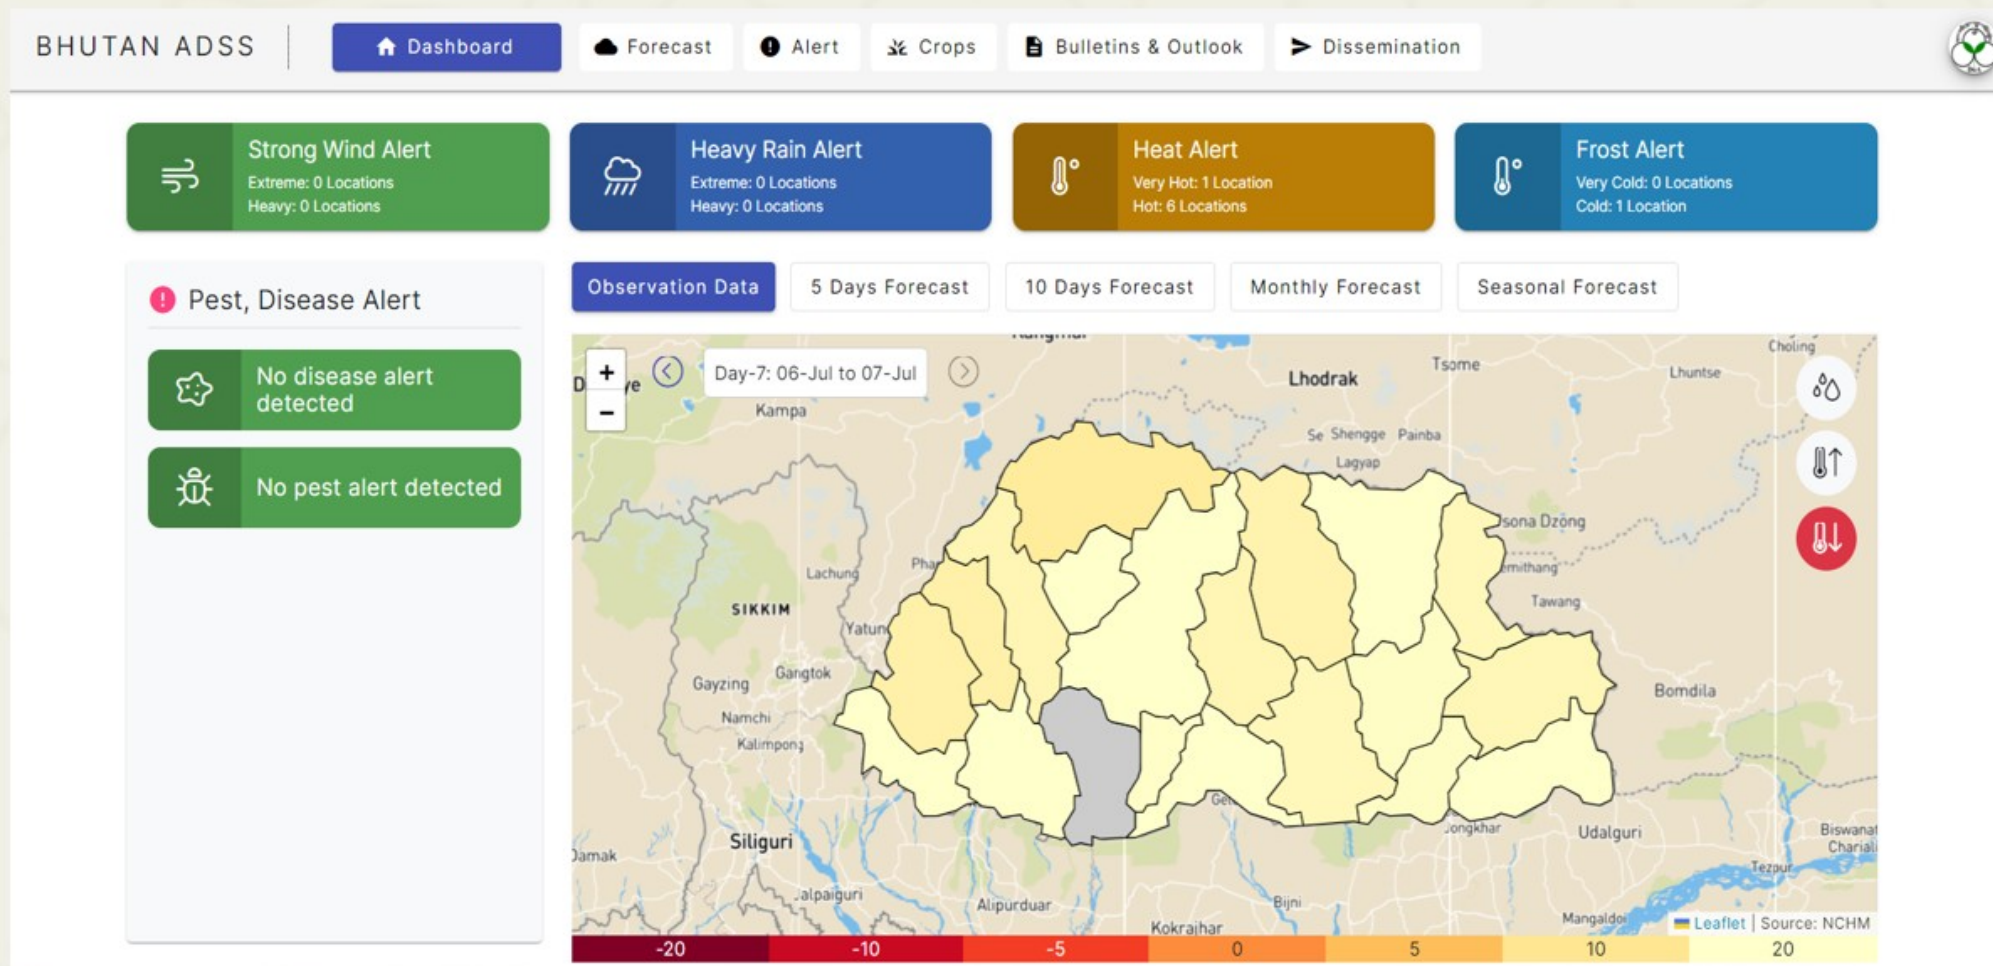 BHUTAN ADSS
Dashboard
Forecast
Alert
Crops
Bulletins & Outlook
Dissemination
Strong Wind Alert
Extreme: 0 Locations
Heavy: 0 Locations
Heavy Rain Alert
Extreme: 0 Locations
Heavy: 0 Locations
Heat Alert
Very Hot: 1 Location
Hot: 6 Locations
Frost Alert
Very Cold: 0 Locations
Cold: 1 Location
Pest, Disease Alert
No disease alert
detected
No pest alert detected
Observation Data
5 Days Forecast
10 Days Forecast
Monthly Forecast
Seasonal Forecast
+
−
Day-7: 06-Jul to 07-Jul
Choling
Tsome
Lhuntse
Lhodrak
Kampa
Se Shengge
Painba
Lagyap
Lachung
SIKKIM
Tawang
Gangtok
Gayzing
Bomdila
Namchi
Kalimpong
Siliguri
Udalguri
Damak
Tezpur
Alipurduar
Bijni
Kokrajhar
Leaflet | Source: NCHM
-20 -10 -5 0 5 10 20